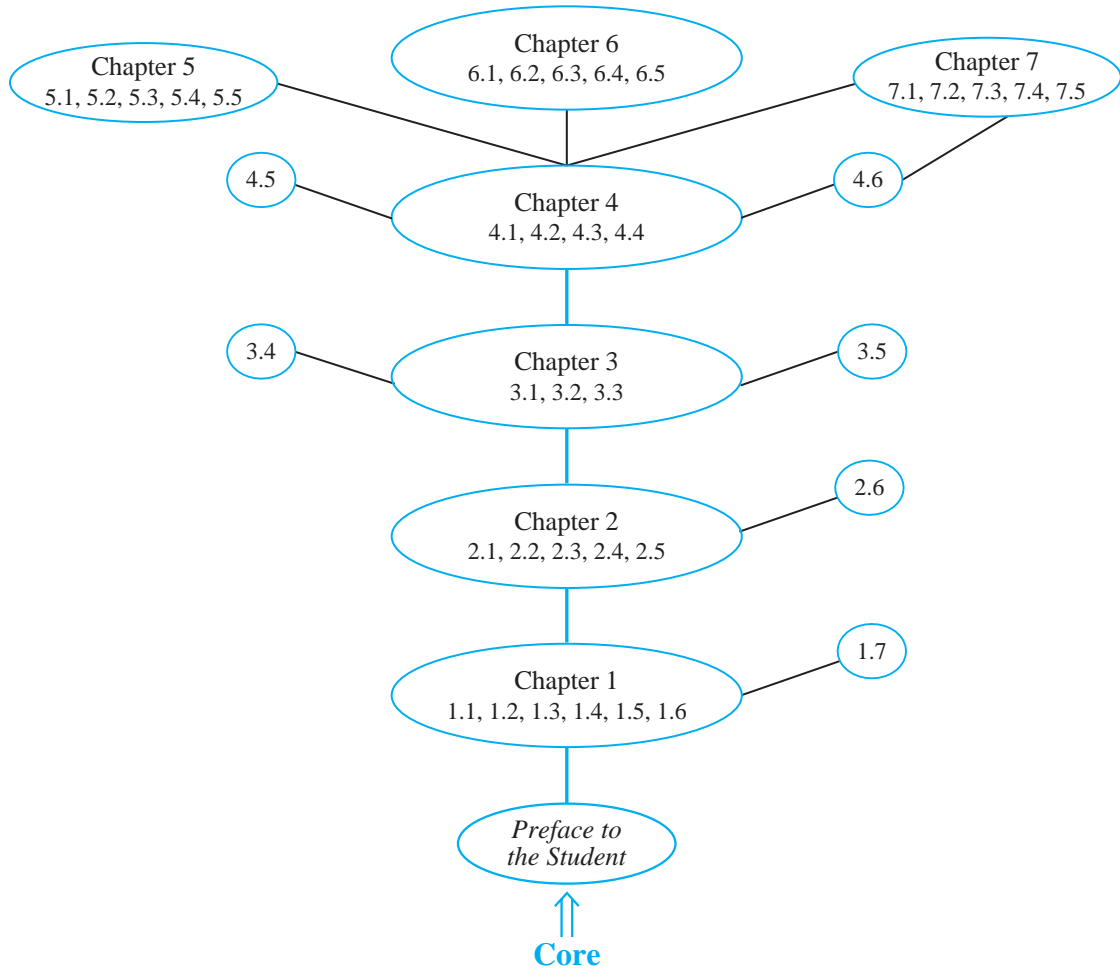 Chapter 5
5.1, 5.2, 5.3, 5.4, 5.5
Chapter 6
6.1, 6.2, 6.3, 6.4, 6.5
Chapter 7
7.1, 7.2, 7.3, 7.4, 7.5
4.5
Chapter 4
4.1, 4.2, 4.3, 4.4
4.6
3.4
Chapter 3
3.1, 3.2, 3.3
3.5
2.6
Chapter 2
2.1, 2.2, 2.3, 2.4, 2.5
1.7
Chapter 1
1.1, 1.2, 1.3, 1.4, 1.5, 1.6
Preface to
the Student
Core